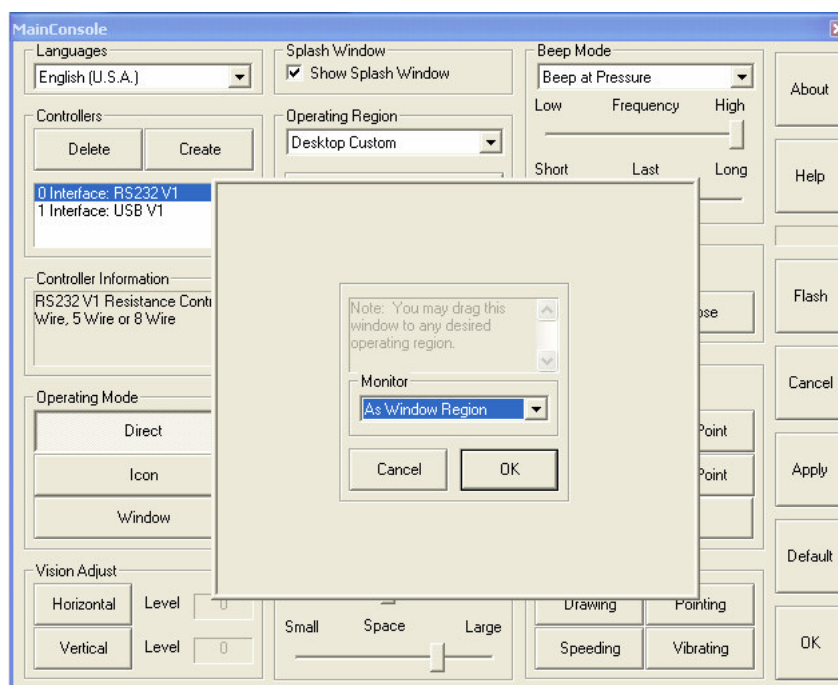 MainConsole
Languages
English (U.S.A.)
Controllers
Delete Create
0 Interface: RS232 V1
1 Interface: USB V1
Controller Information
RS232 V1 Resistance
Wire, 5 Wire or 8 Wire
Operating Mode
Direct
Icon
Window
Vision Adjust
Horizontal Level 0
Vertical Level 0
Splash Window
Show Splash Window
Operating Region
Desktop Custom
Note: You may drag this
window to any desired
operating region.
Monitor
As Window Region
Cancel OK
Small Space Large
Beep Mode
Beep at Pressure
Low Frequency High
Short Last Long
Point
Point
Drawing Pointing
Speeding Vibrating
About
Help
Flash
Cancel
Apply
Default
OK